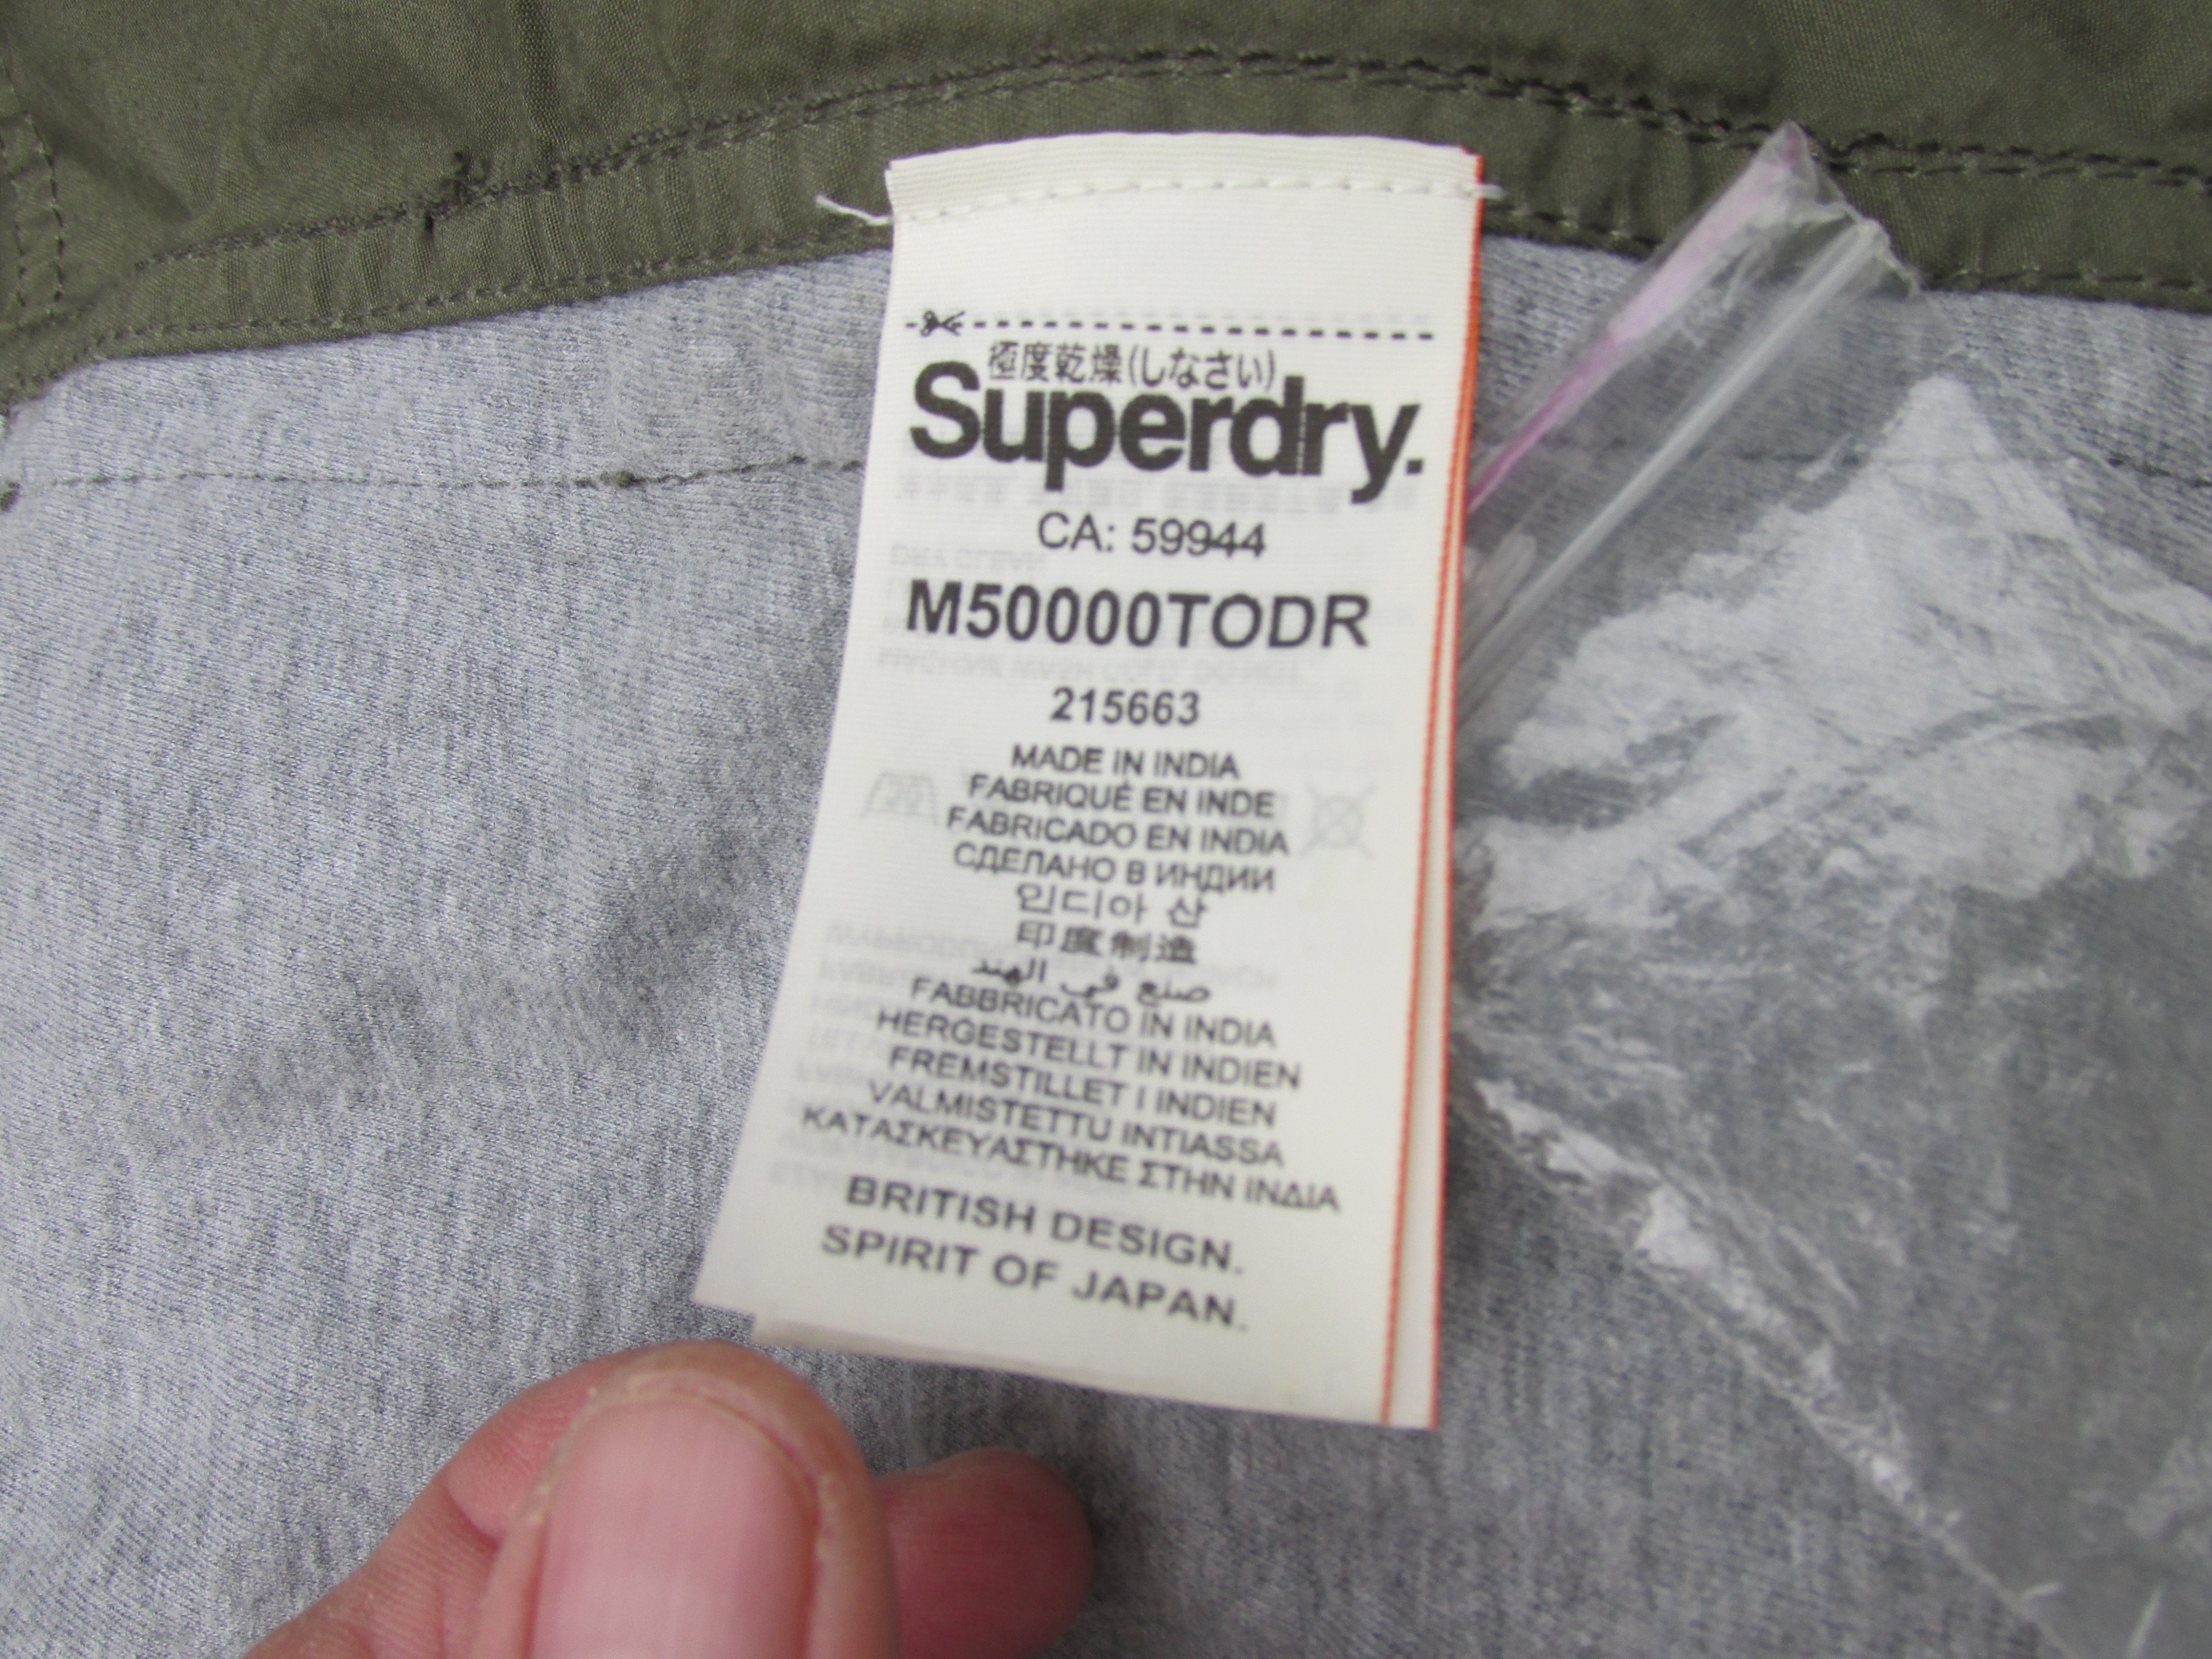 極度乾燥(しなさい)
Superdry.
CA: 59944
M50000TODR
215663
MADE IN INDIA
FABRIQUÉ EN INDE
FABRICADO EN INDIA
СДЕЛАНО В ИНДИИ
인디아 산
印度制造
صنع في الهند
FABBRICATO IN INDIA
HERGESTELLT IN INDIEN
FREMSTILLET I INDIEN
VALMISTETTU INTIASSA
ΚΑΤΑΣΚΕΥΑΣΤΗΚΕ ΣΤΗΝ ΙΝΔΙΑ
BRITISH DESIGN.
SPIRIT OF JAPAN.